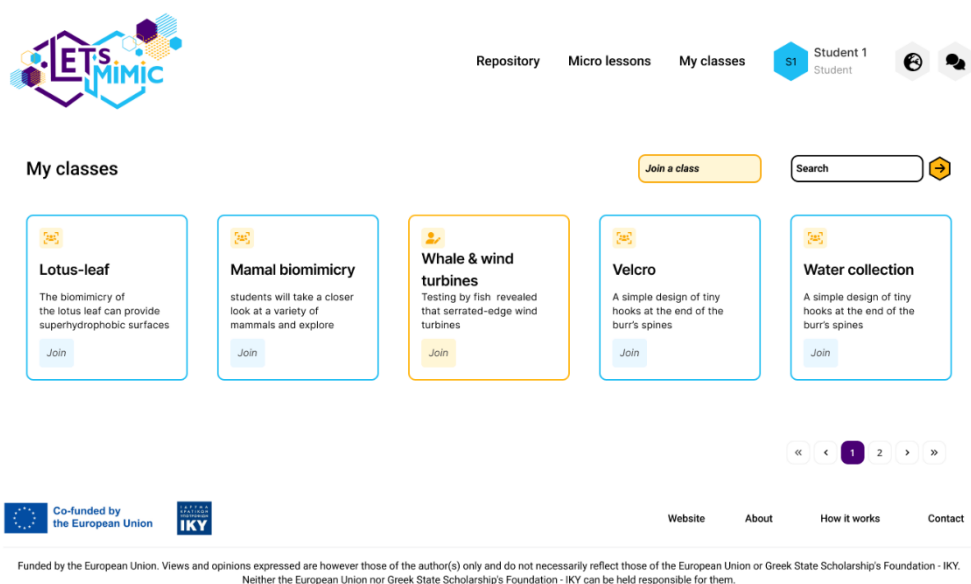 LET'S
MIMIC
Repository
Micro lessons
My classes
S1
Student 1
Student
My classes
Join a class
Search
Lotus-leaf
The biomimicry of
the lotus leaf can provide
superhydrophobic surfaces
Join
Mamal biomimicry
students will take a closer
look at a variety of
mammals and explore
Join
Whale & wind
turbines
Testing by fish revealed
that serrated-edge wind
turbines
Join
Velcro
A simple design of tiny
hooks at the end of the
burr's spines
Join
Water collection
A simple design of tiny
hooks at the end of the
burr's spines
Join
« ‹ 1 2 › »
Co-funded by
the European Union
IKY
Website
About
How it works
Contact
Funded by the European Union. Views and opinions expressed are however those of the author(s) only and do not necessarily reflect those of the European Union or Greek State Scholarship's Foundation - IKY.
Neither the European Union nor Greek State Scholarship's Foundation - IKY can be held responsible for them.